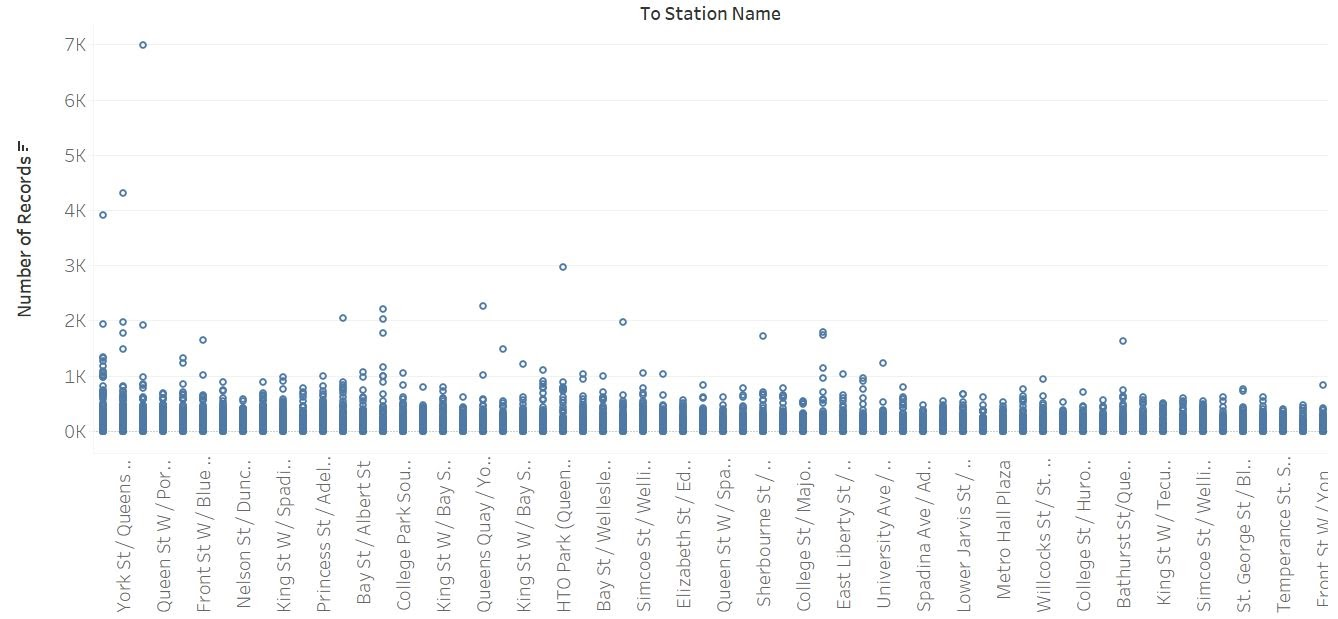 To Station Name
Number of Records
7K
6K
5K
4K
3K
2K
1K
0K
York St / Queens ..
Queen St W / Por..
Front St W / Blue ..
Nelson St / Dunc..
King St W / Spadi..
Princess St / Adel..
Bay St / Albert St
College Park Sou..
King St W / Bay S..
Queens Quay / Yo..
King St W / Bay S..
HTO Park (Queen..
Bay St / Wellesle..
Simcoe St / Welli..
Elizabeth St / Ed..
Queen St W / Spa..
Sherbourne St / ..
College St / Majo..
East Liberty St / ..
University Ave / ..
Spadina Ave / Ad..
Lower Jarvis St / ..
Metro Hall Plaza
Willcocks St / St. ..
College St / Huro..
Bathurst St/Que..
King St W / Tecu..
Simcoe St / Welli..
St. George St / Bl..
Temperance St. S..
Front St W / Yon